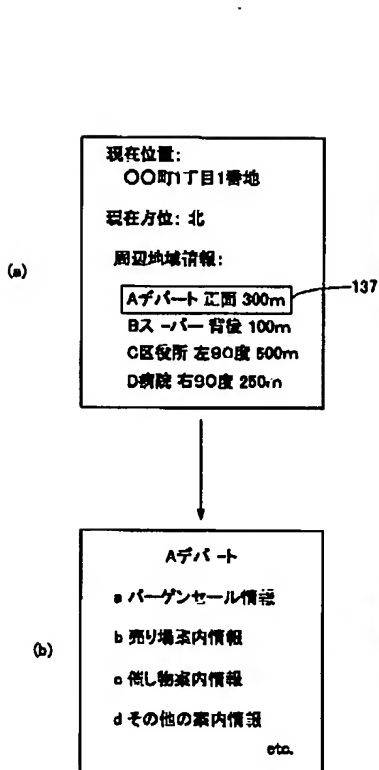 (a)
現在位置:
○○町1丁目1番地
現在方位: 北
周辺地域情報:
Aデパート 正面 300m
137
Bスーパー 背後 100m
C区役所 左90度 500m
D病院 右90度 250m
(b)
Aデパート
a バーゲンセール情報
b 売り場案内情報
c 催し物案内情報
d その他の案内情報
etc.